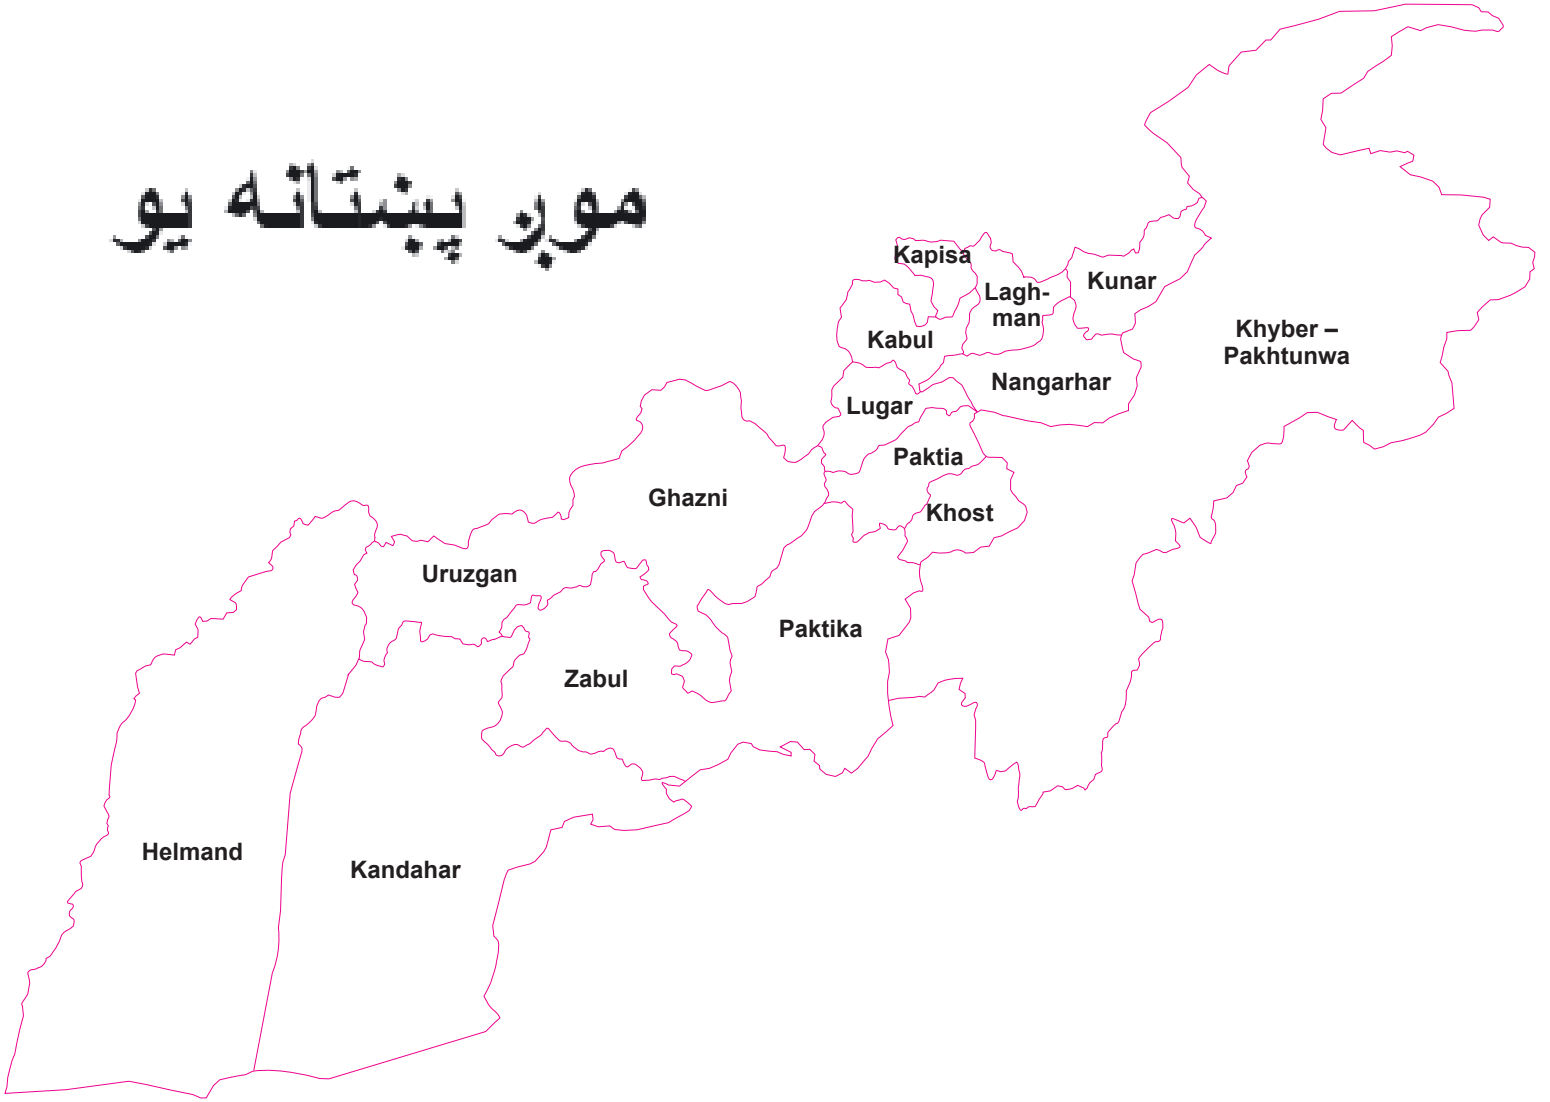 موږ پښتانه يو
Kapisa
Lagh-
man
Kunar
Kabul
Khyber –
Pakhtunwa
Nangarhar
Lugar
Paktia
Ghazni
Khost
Uruzgan
Paktika
Zabul
Helmand
Kandahar